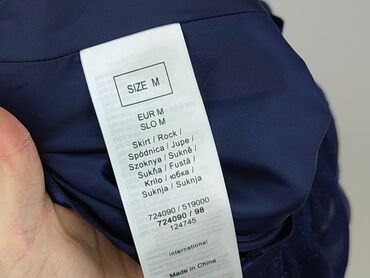 SIZE M
EUR M
SLO M
Skirt / Rock /
Spódnica / Jupe /
Szoknya / Sukně /
Sukňa / Fustă /
Krilo / юбка /
Suknja / Suknja
724090 / 519000
724090 / 98
124745
International
Made in China